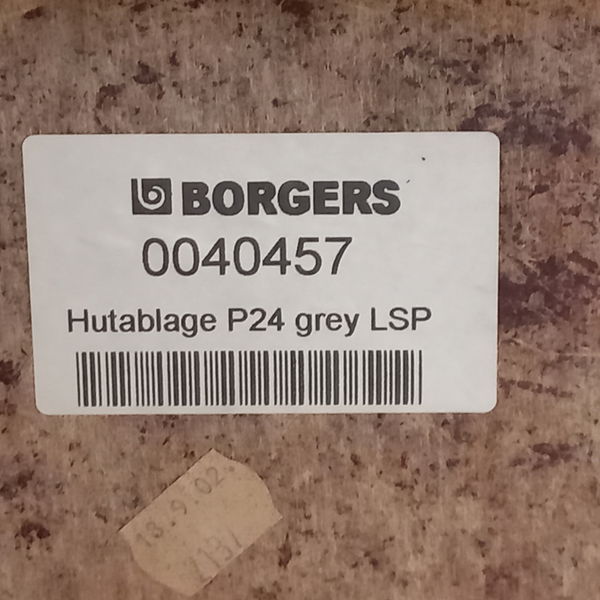 BORGERS
0040457
Hutablage P24 grey LSP
18.9.02